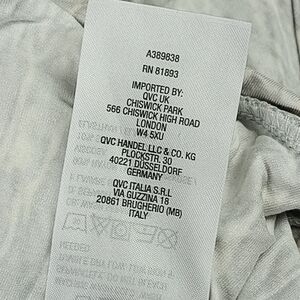 A389838
RN 81893
IMPORTED BY:
QVC UK
CHISWICK PARK
566 CHISWICK HIGH ROAD
LONDON
W4 5XU
QVC HANDEL LLC & CO. KG
PLOCKSTR. 30
40221 DÜSSELDORF
GERMANY
QVC ITALIA S.R.L
VIA GUZZINA 18
20861 BRUGHERIO (MB)
ITALY